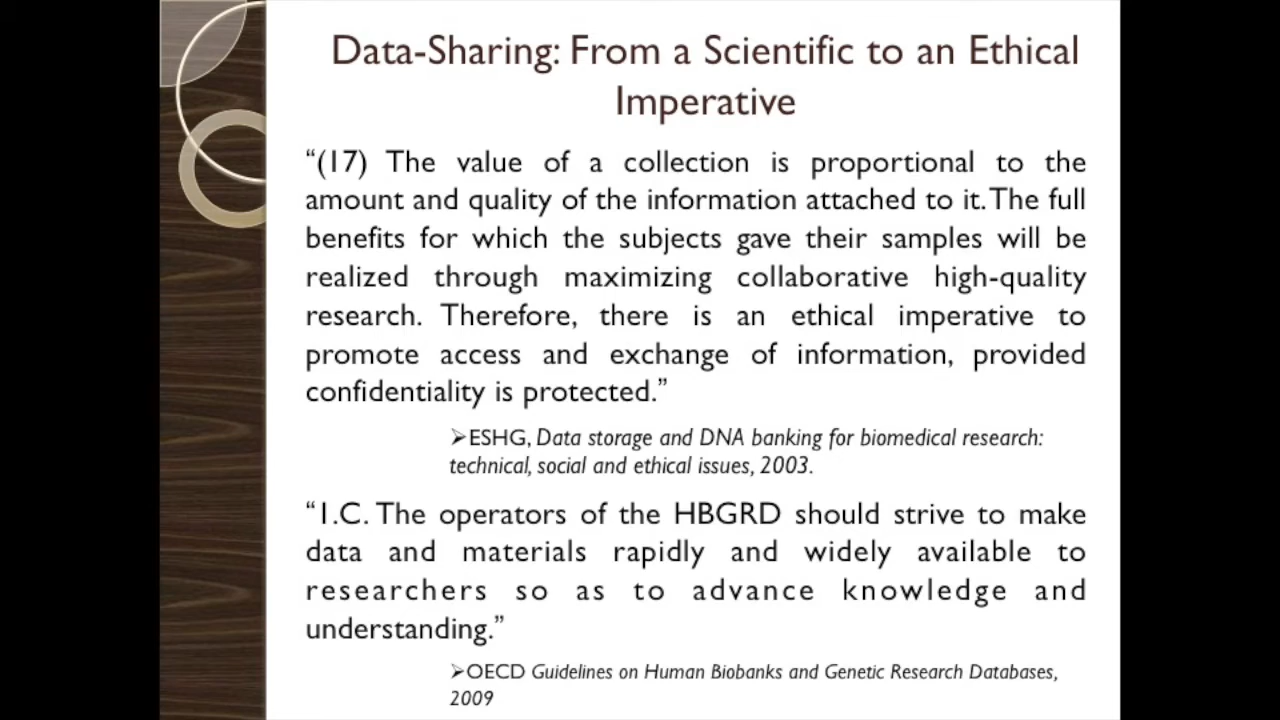 Data-Sharing: From a Scientific to an Ethical
Imperative
“(17) The value of a collection is proportional to the
amount and quality of the information attached to it. The full
benefits for which the subjects gave their samples will be
realized through maximizing collaborative high-quality
research. Therefore, there is an ethical imperative to
promote access and exchange of information, provided
confidentiality is protected.”
➢ESHG, Data storage and DNA banking for biomedical research:
technical, social and ethical issues, 2003.
“1.C. The operators of the HBGRD should strive to make
data and materials rapidly and widely available to
researchers so as to advance knowledge and
understanding.”
➢OECD Guidelines on Human Biobanks and Genetic Research Databases,
2009